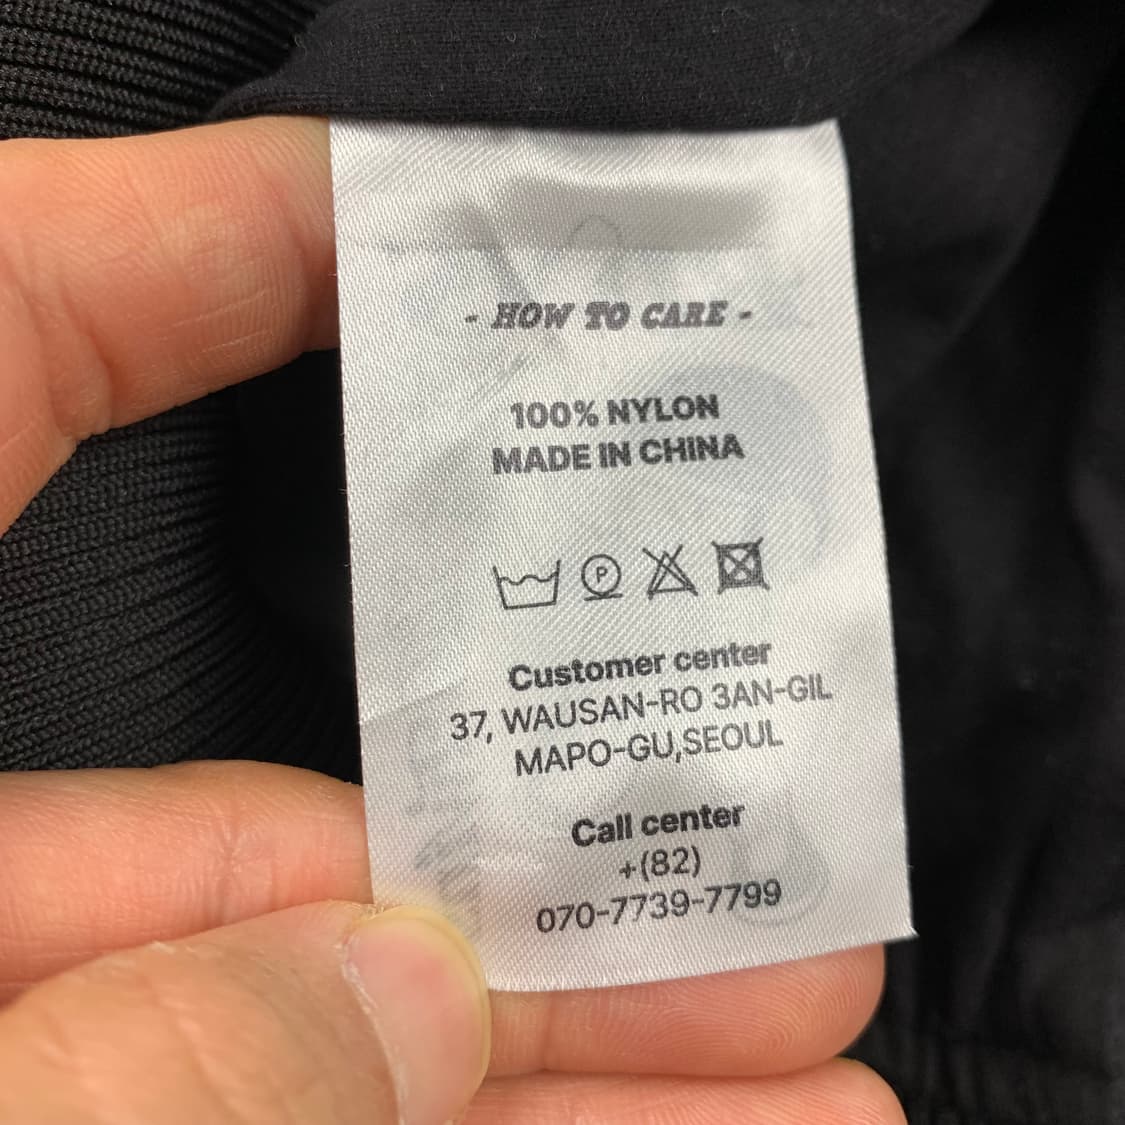 - HOW TO CARE -
100% NYLON
MADE IN CHINA
P
Customer center
37, WAUSAN-RO 3AN-GIL
MAPO-GU,SEOUL
Call center
+(82)
070-7739-7799